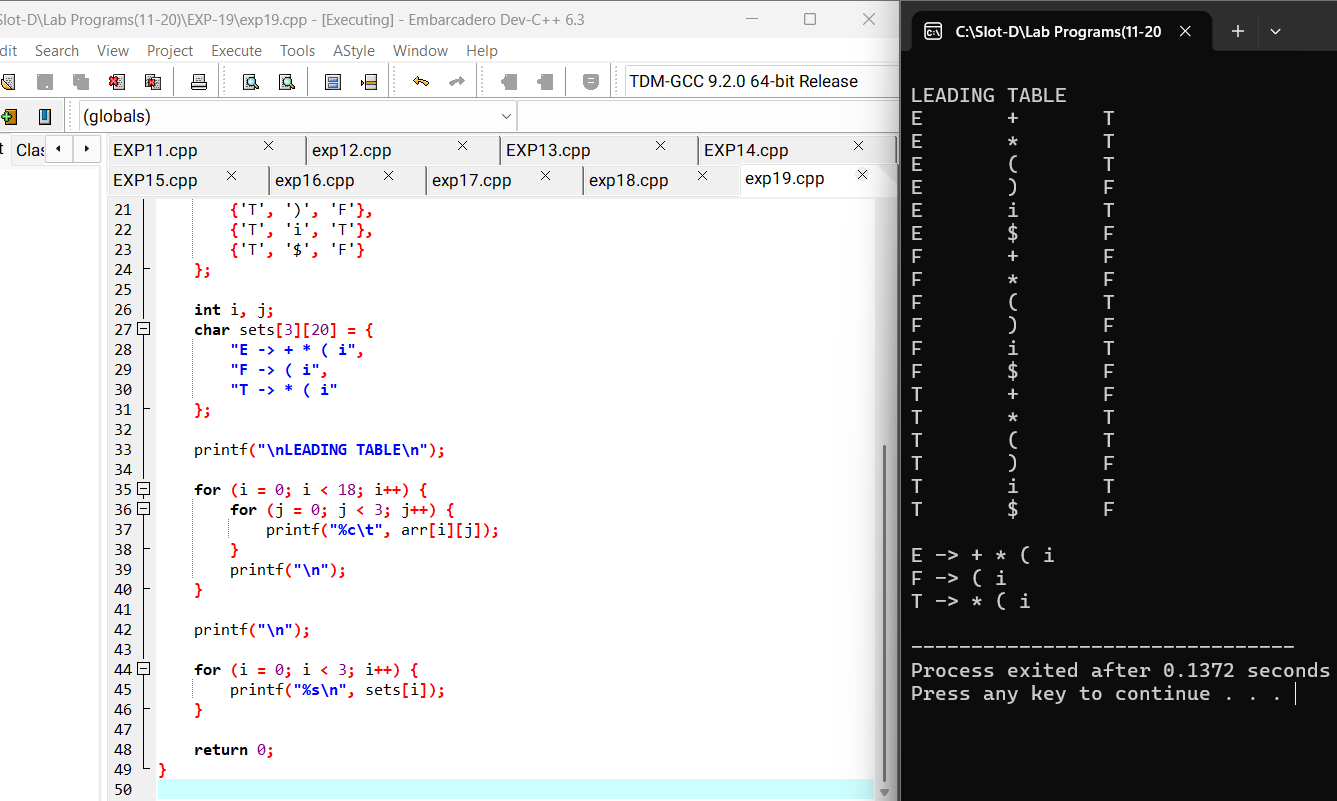 Slot-D\Lab Programs(11-20)\EXP-19\exp19.cpp - [Executing] - Embarcadero Dev-C++ 6.3
dit Search View Project Execute Tools AStyle Window Help
TDM-GCC 9.2.0 64-bit Release
(globals)
t Clas
EXP11.cpp exp12.cpp EXP13.cpp EXP14.cpp
EXP15.cpp exp16.cpp exp17.cpp exp18.cpp exp19.cpp
21 {'T', ')', 'F'},
22 {'T', 'i', 'T'},
23 {'T', '$', 'F'}
24 };
25
26 int i, j;
27 char sets[3][20] = {
28 "E -> + * ( i",
29 "F -> ( i",
30 "T -> * ( i"
31 };
32
33 printf("\nLEADING TABLE\n");
34
35 for (i = 0; i < 18; i++) {
36 for (j = 0; j < 3; j++) {
37 printf("%c\t", arr[i][j]);
38 }
39 printf("\n");
40 }
41
42 printf("\n");
43
44 for (i = 0; i < 3; i++) {
45 printf("%s\n", sets[i]);
46 }
47
48 return 0;
49 }
50
C:\Slot-D\Lab Programs(11-20
LEADING TABLE
E + T
E * T
E ( T
E ) F
E i T
E $ F
F + F
F * F
F ( T
F ) F
F i T
F $ F
T + F
T * T
T ( T
T ) F
T i T
T $ F
E -> + * ( i
F -> ( i
T -> * ( i
--------------------------------
Process exited after 0.1372 seconds
Press any key to continue . . .